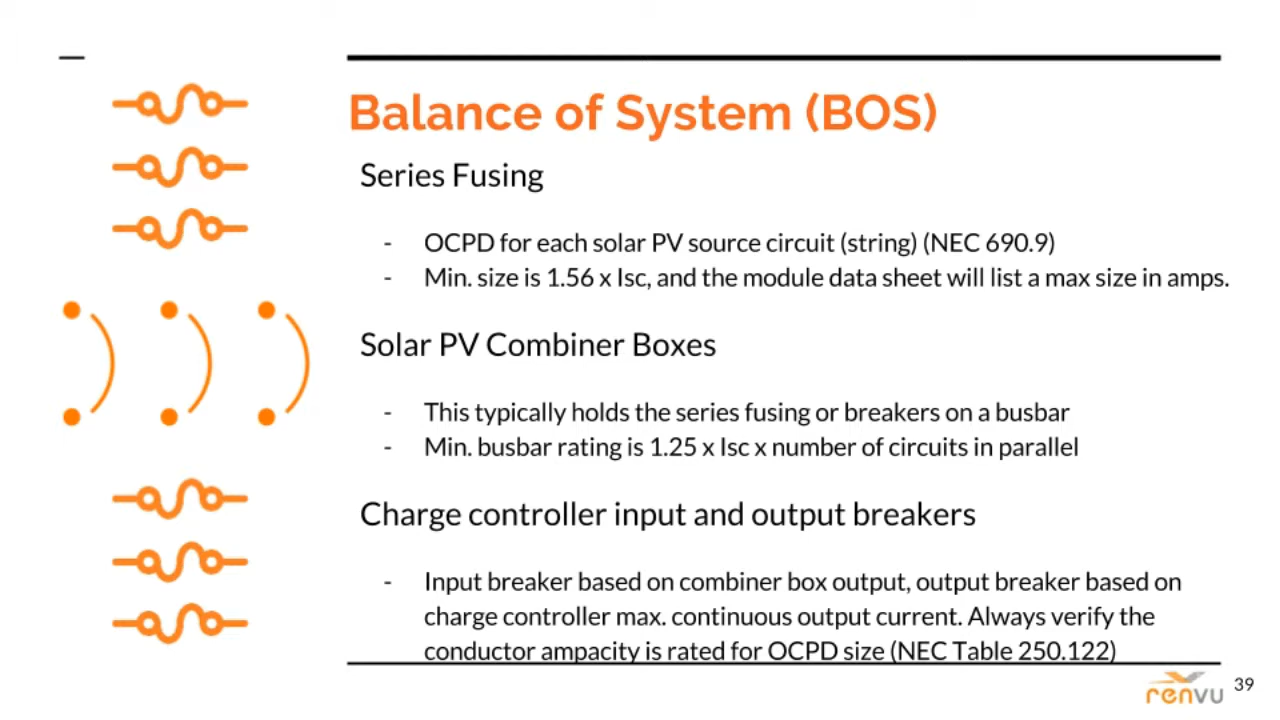 Balance of System (BOS)
Series Fusing
- OCPD for each solar PV source circuit (string) (NEC 690.9)
- Min. size is 1.56 x Isc, and the module data sheet will list a max size in amps.
Solar PV Combiner Boxes
- This typically holds the series fusing or breakers on a busbar
- Min. busbar rating is 1.25 x Isc x number of circuits in parallel
Charge controller input and output breakers
- Input breaker based on combiner box output, output breaker based on
charge controller max. continuous output current. Always verify the
conductor ampacity is rated for OCPD size (NEC Table 250.122)
renvu
39